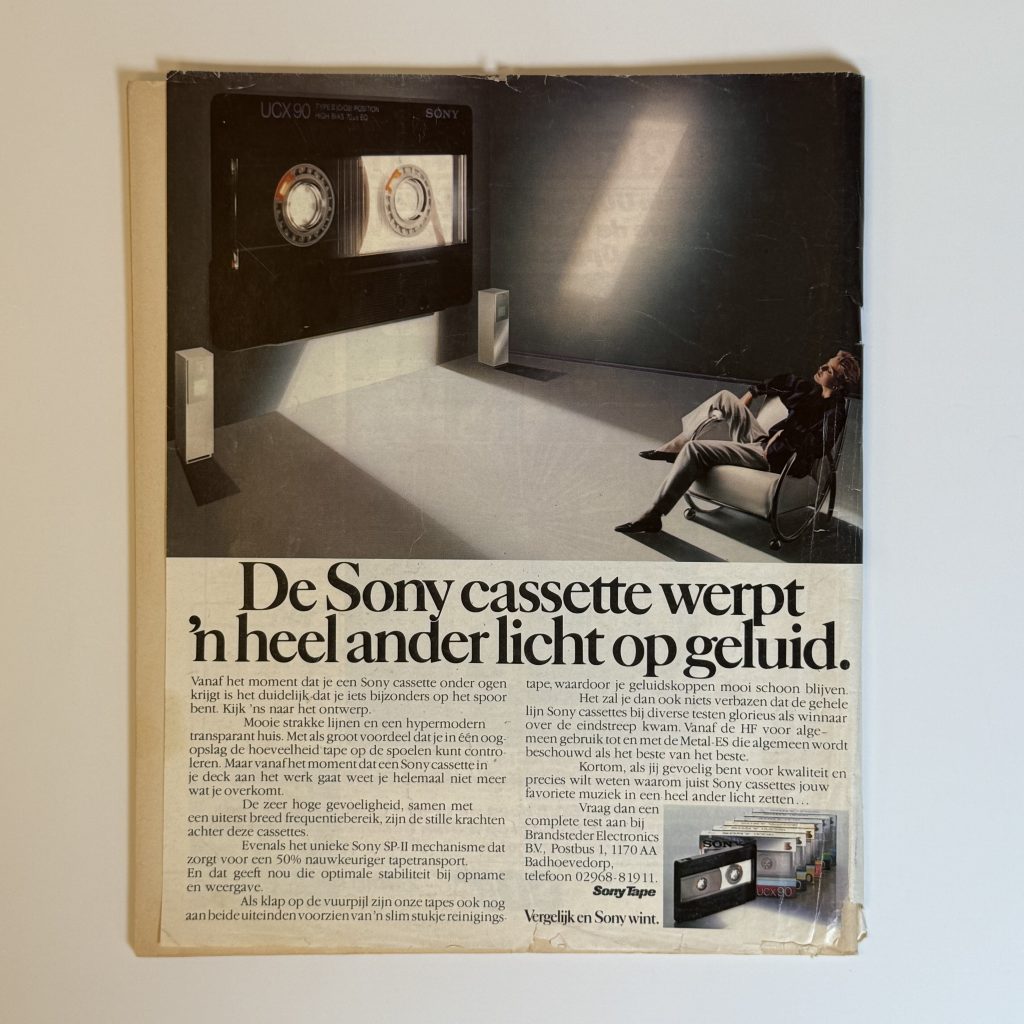 UCX 90 TYPE II (CrO2) POSITION
HIGH BIAS 70µs EQ
SONY
De Sony cassette werpt
’n heel ander licht op geluid.
Vanaf het moment dat je een Sony cassette onder ogen
krijgt is het duidelijk dat je iets bijzonders op het spoor
bent. Kijk ’ns naar het ontwerp.
Mooie strakke lijnen en een hypermodern
transparant huis. Met als groot voordeel dat je in één oog-
opslag de hoeveelheid tape op de spoelen kunt contro-
leren. Maar vanaf het moment dat een Sony cassette in
je deck aan het werk gaat weet je helemaal niet meer
wat je overkomt.
De zeer hoge gevoeligheid, samen met
een uiterst breed frequentiebereik, zijn de stille krachten
achter deze cassettes.
Evenals het unieke Sony SP-II mechanisme dat
zorgt voor een 50% nauwkeuriger tapetransport.
En dat geeft nou die optimale stabiliteit bij opname
en weergave.
Als klap op de vuurpijl zijn onze tapes ook nog
aan beide uiteinden voorzien van ’n slim stukje reinigings-
tape, waardoor je geluidskoppen mooi schoon blijven.
Het zal je dan ook niets verbazen dat de gehele
lijn Sony cassettes bij diverse testen glorieus als winnaar
over de eindstreep kwam. Vanaf de HF voor alge-
meen gebruik tot en met de Metal-ES die algemeen wordt
beschouwd als het beste van het beste.
Kortom, als jij gevoelig bent voor kwaliteit en
precies wilt weten waarom juist Sony cassettes jouw
favoriete muziek in een heel ander licht zetten...
Vraag dan een
complete test aan bij
Brandsteder Electronics
B.V., Postbus 1, 1170 AA
Badhoevedorp,
telefoon 02968-81911.
Sony Tape
Vergelijk en Sony wint.
SONY
UCX90